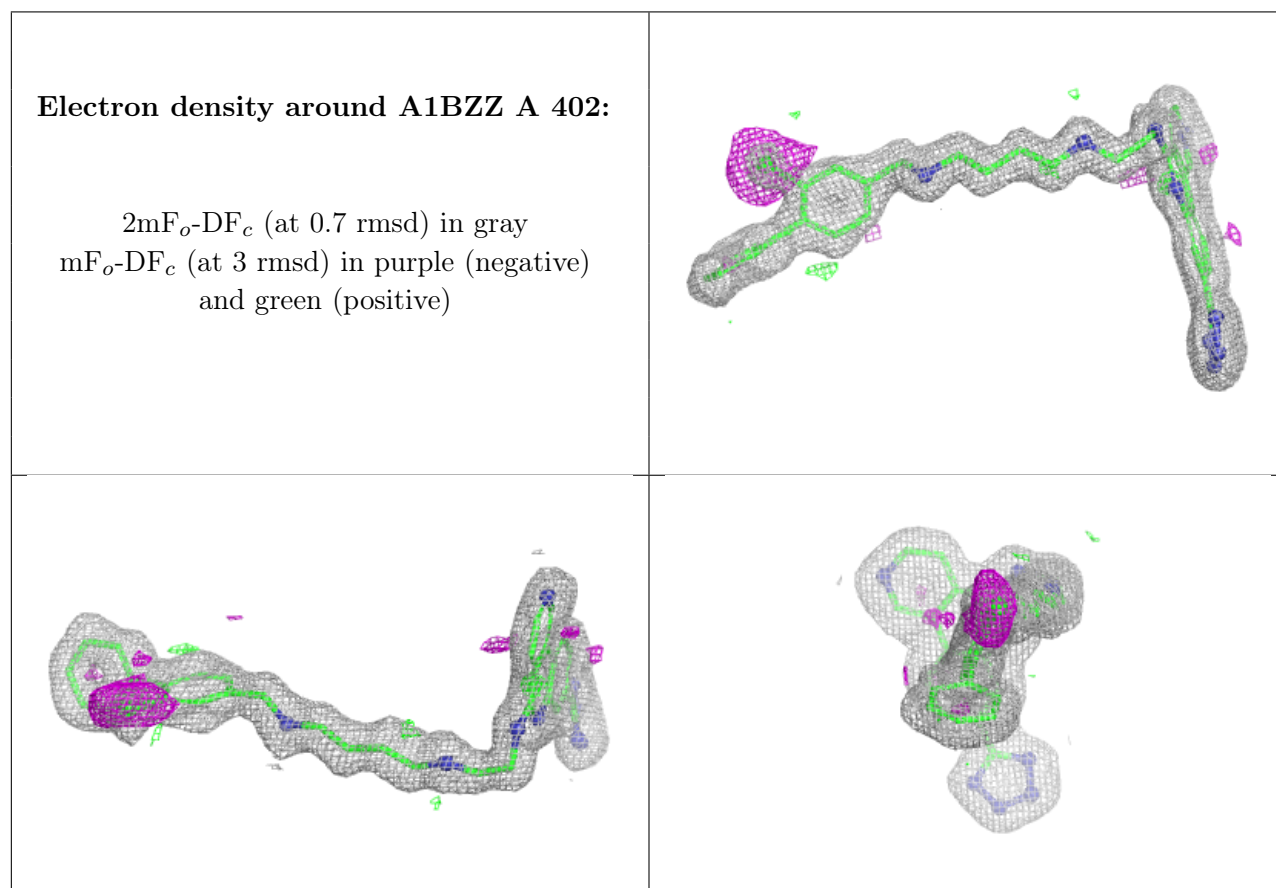 Electron density around A1BZZ A 402:
2mFo-DFc (at 0.7 rmsd) in gray
mFo-DFc (at 3 rmsd) in purple (negative)
and green (positive)